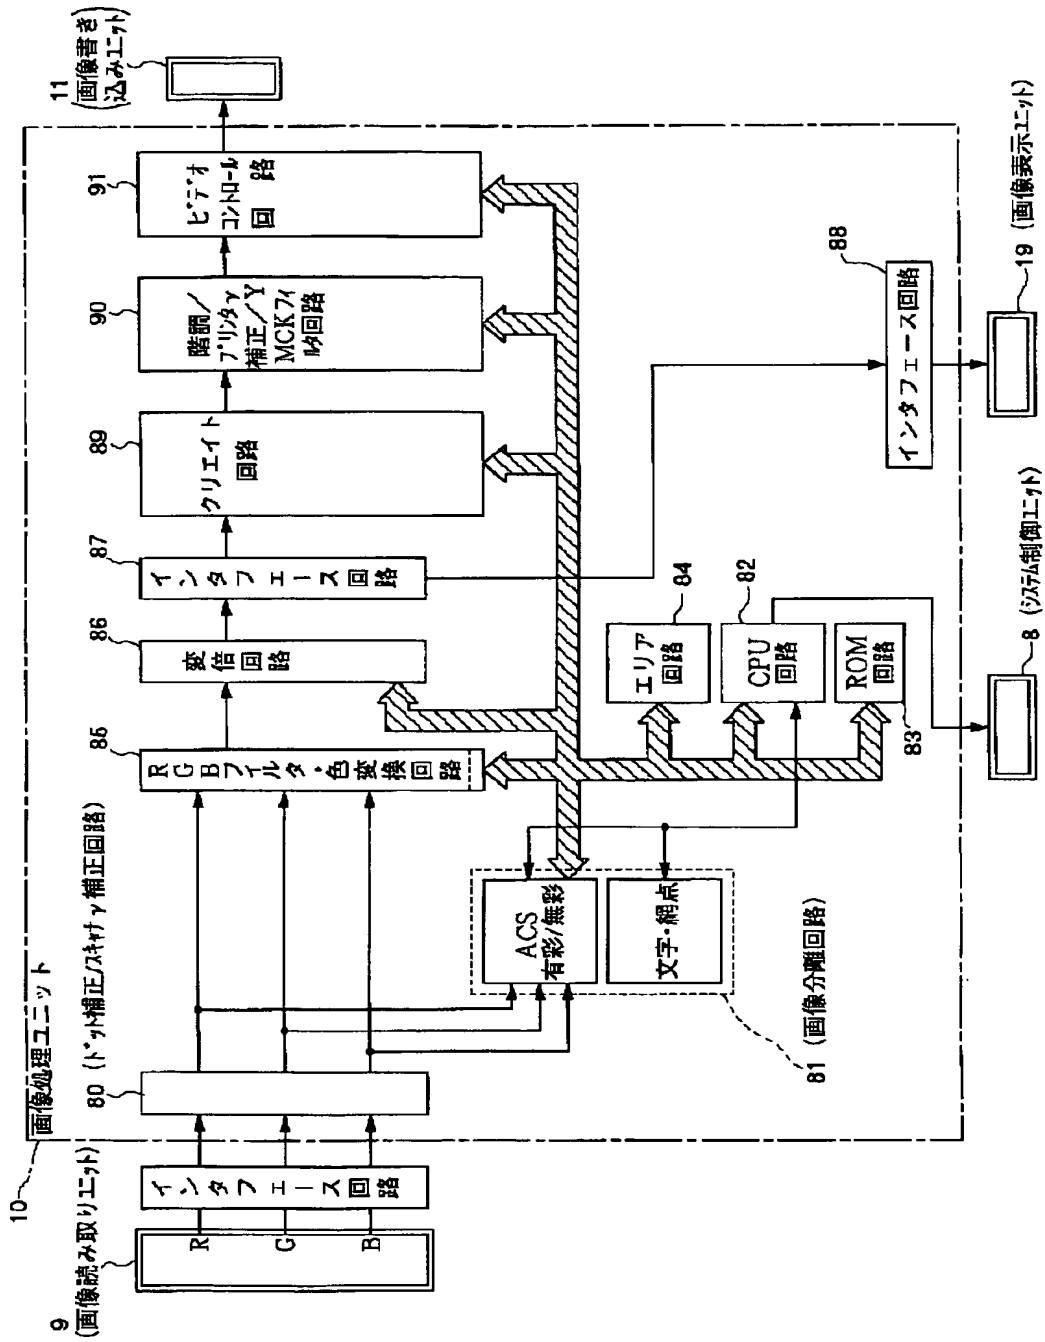 9
(画像読み取りユニット)
R
G
B
インタフェース回路
10
画像処理ユニット
80 (ドット補正/スキャナγ補正回路)
85
RGBフィルタ・色変換回路
86
変倍回路
87
インタフェース回路
89
クリエイト
回路
90
階調/
プリンタγ
補正/Y
MCKフィ
ルタ回路
91
ビデオ
コントロール
回路
11
(画像書き
込みユニット)
ACS
有彩/無彩
文字・網点
81 (画像分離回路)
エリア
回路
84
CPU
回路
82
ROM
回路
83
インタフェース回路
88
8 (システム制御ユニット)
19 (画像表示ユニット)